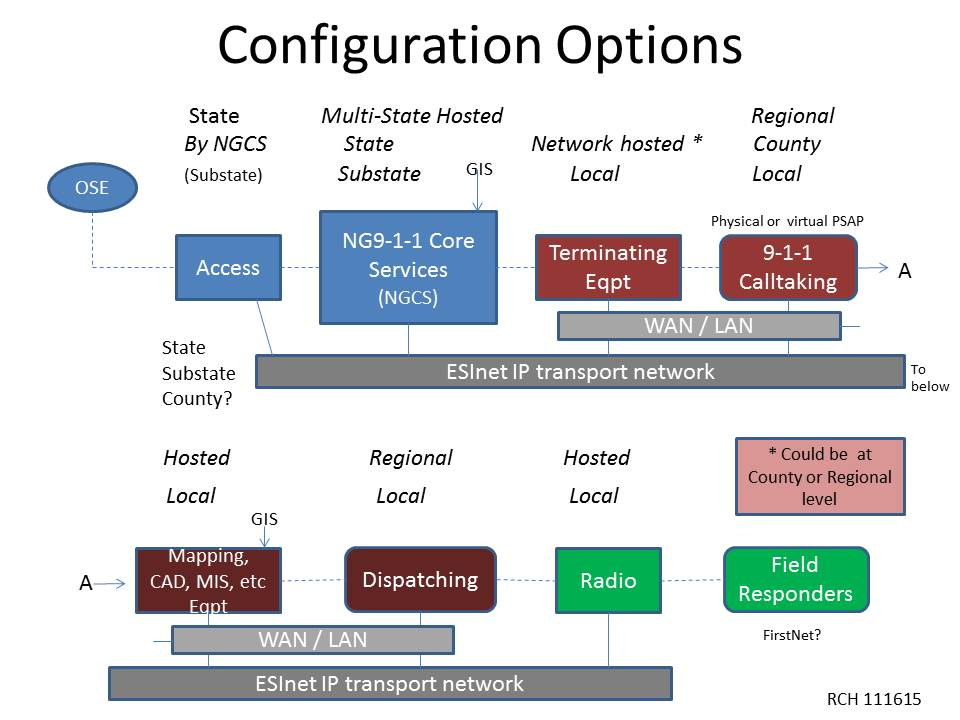 Configuration Options
State
By NGCS
(Substate)
Multi-State Hosted
State
Substate
GIS
Network hosted *
Local
Regional
County
Local
OSE
Access
NG9-1-1 Core
Services
(NGCS)
Terminating
Eqpt
Physical or virtual PSAP
9-1-1
Calltaking
A
WAN / LAN
State
Substate
County?
ESInet IP transport network
To
below
Hosted
Local
GIS
Regional
Local
Hosted
Local
* Could be at
County or Regional
level
A
Mapping,
CAD, MIS, etc
Eqpt
Dispatching
Radio
Field
Responders
FirstNet?
WAN / LAN
ESInet IP transport network
RCH 111615